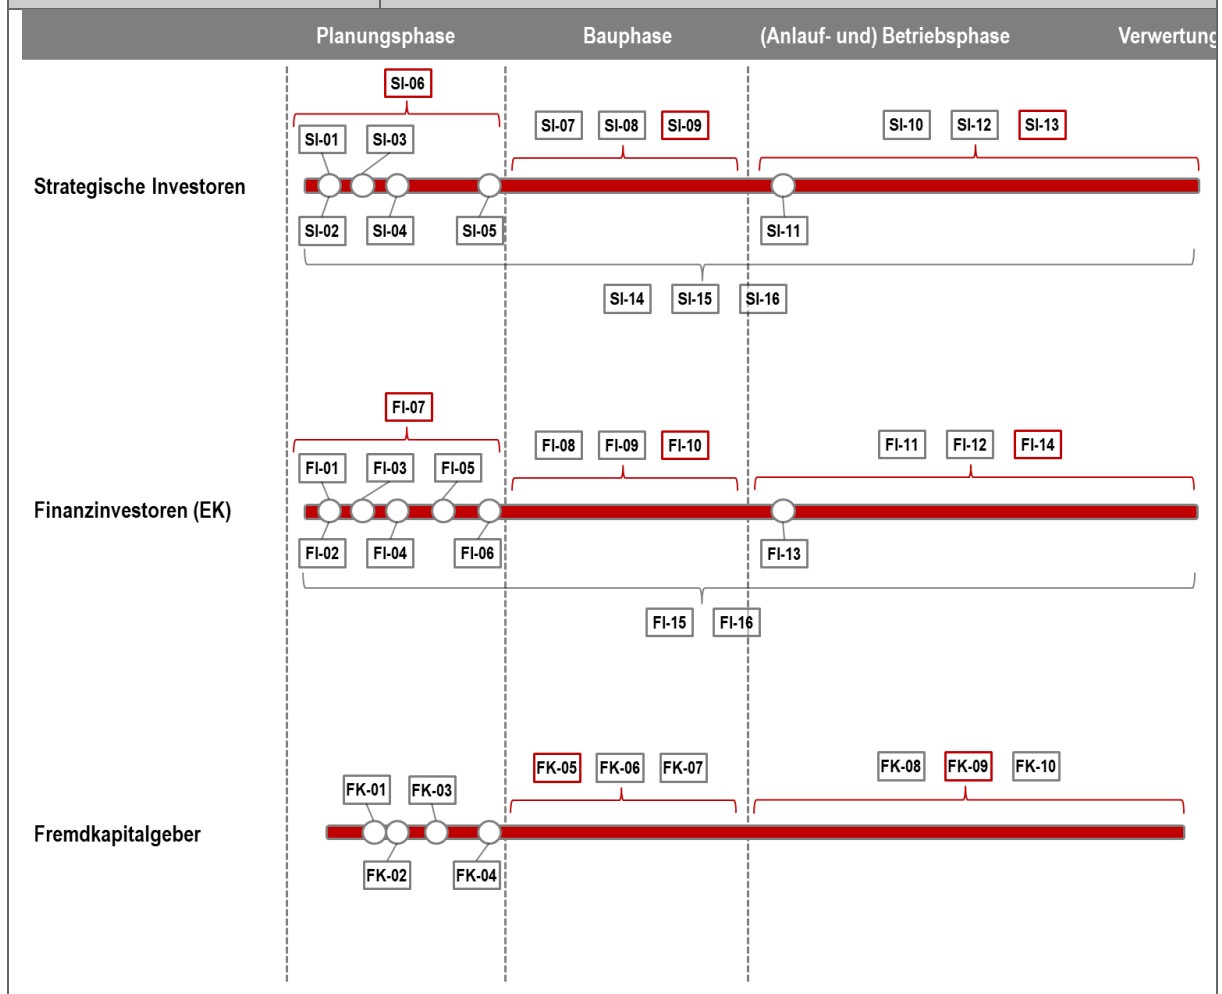 Planungsphase Bauphase (Anlauf- und) Betriebsphase Verwertung
SI-06
SI-07 SI-08 SI-09 SI-10 SI-12 SI-13
SI-01 SI-03
Strategische Investoren
SI-02 SI-04 SI-05 SI-11
SI-14 SI-15 SI-16
FI-07
FI-08 FI-09 FI-10 FI-11 FI-12 FI-14
FI-01 FI-03 FI-05
Finanzinvestoren (EK)
FI-02 FI-04 FI-06 FI-13
FI-15 FI-16
FK-05 FK-06 FK-07 FK-08 FK-09 FK-10
FK-01 FK-03
Fremdkapitalgeber
FK-02 FK-04